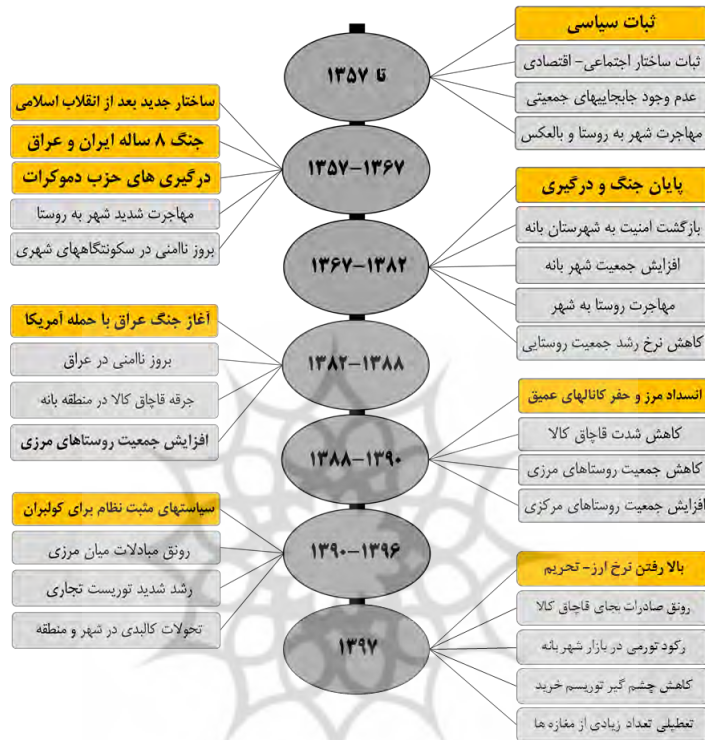 تا ۱۳۵۷
ثبات سیاسی
ثبات ساختار اجتماعی- اقتصادی
عدم وجود جابجاییهای جمعیتی
مهاجرت شهر به روستا و بالعکس
۱۳۵۷-۱۳۶۷
ساختار جدید بعد از انقلاب اسلامی
جنگ ۸ ساله ایران و عراق
درگیری های حزب دموکرات
مهاجرت شدید شهر به روستا
بروز ناامنی در سکونتگاههای شهری
۱۳۶۷-۱۳۸۲
پایان جنگ و درگیری
بازگشت امنیت به شهرستان بانه
افزایش جمعیت شهر بانه
مهاجرت روستا به شهر
کاهش نرخ رشد جمعیت روستایی
۱۳۸۲-۱۳۸۸
آغاز جنگ عراق با حمله آمریکا
بروز ناامنی در عراق
جرقه قاچاق کالا در منطقه بانه
افزایش جمعیت روستاهای مرزی
۱۳۸۸-۱۳۹۰
انسداد مرز و حفر کانالهای عمیق
کاهش شدت قاچاق کالا
کاهش جمعیت روستاهای مرزی
افزایش جمعیت روستاهای مرکزی
۱۳۹۰-۱۳۹۶
سیاستهای مثبت نظام برای کولبران
رونق مبادلات میان مرزی
رشد شدید توریست تجاری
تحولات کالبدی در شهر و منطقه
۱۳۹۷
بالا رفتن نرخ ارز- تحریم
رونق صادرات بجای قاچاق کالا
رکود تورمی در بازار شهر بانه
کاهش چشم گیر توریسم خرید
تعطیلی تعداد زیادی از مغازه ها